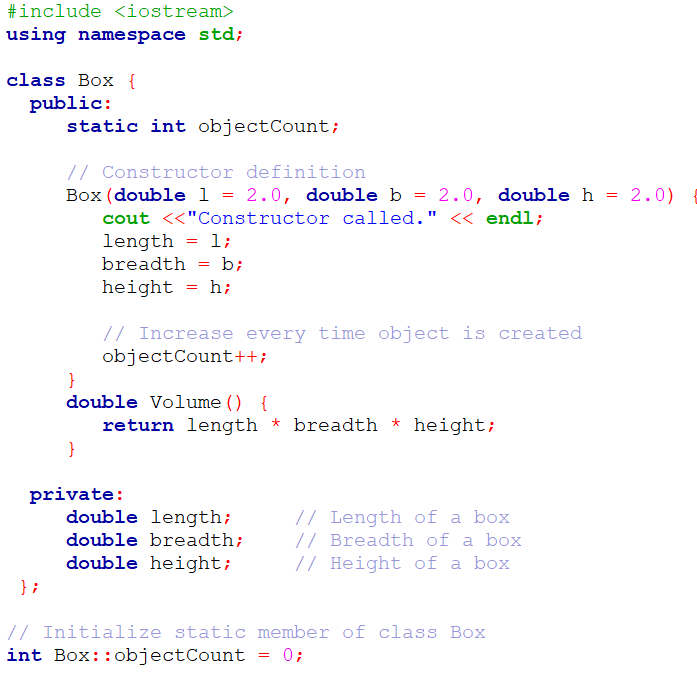 #include <iostream>
using namespace std;
class Box {
public:
static int objectCount;
// Constructor definition
Box(double l = 2.0, double b = 2.0, double h = 2.0) {
cout <<"Constructor called." << endl;
length = l;
breadth = b;
height = h;
// Increase every time object is created
objectCount++;
}
double Volume() {
return length * breadth * height;
}
private:
double length; // Length of a box
double breadth; // Breadth of a box
double height; // Height of a box
};
// Initialize static member of class Box
int Box::objectCount = 0;